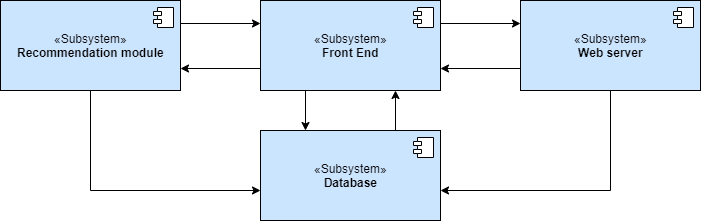 «Subsystem»
Recommendation module
«Subsystem»
Front End
«Subsystem»
Web server
«Subsystem»
Database